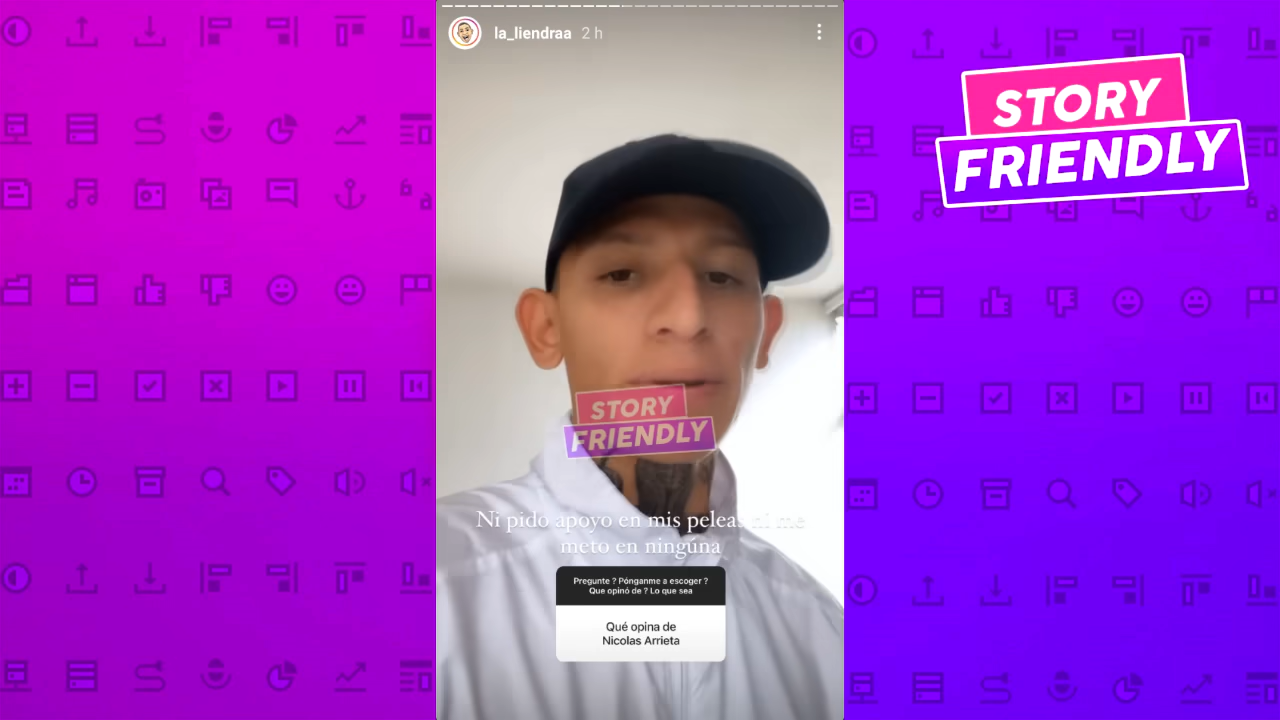 la_liendraa 2 h
STORY
FRIENDLY
STORY
FRIENDLY
Ni pido apoyo en mis peleas ni me
meto en ningúna
Pregunte ? Pónganme a escoger ?
Que opinó de ? Lo que sea
Qué opina de
Nicolas Arrieta